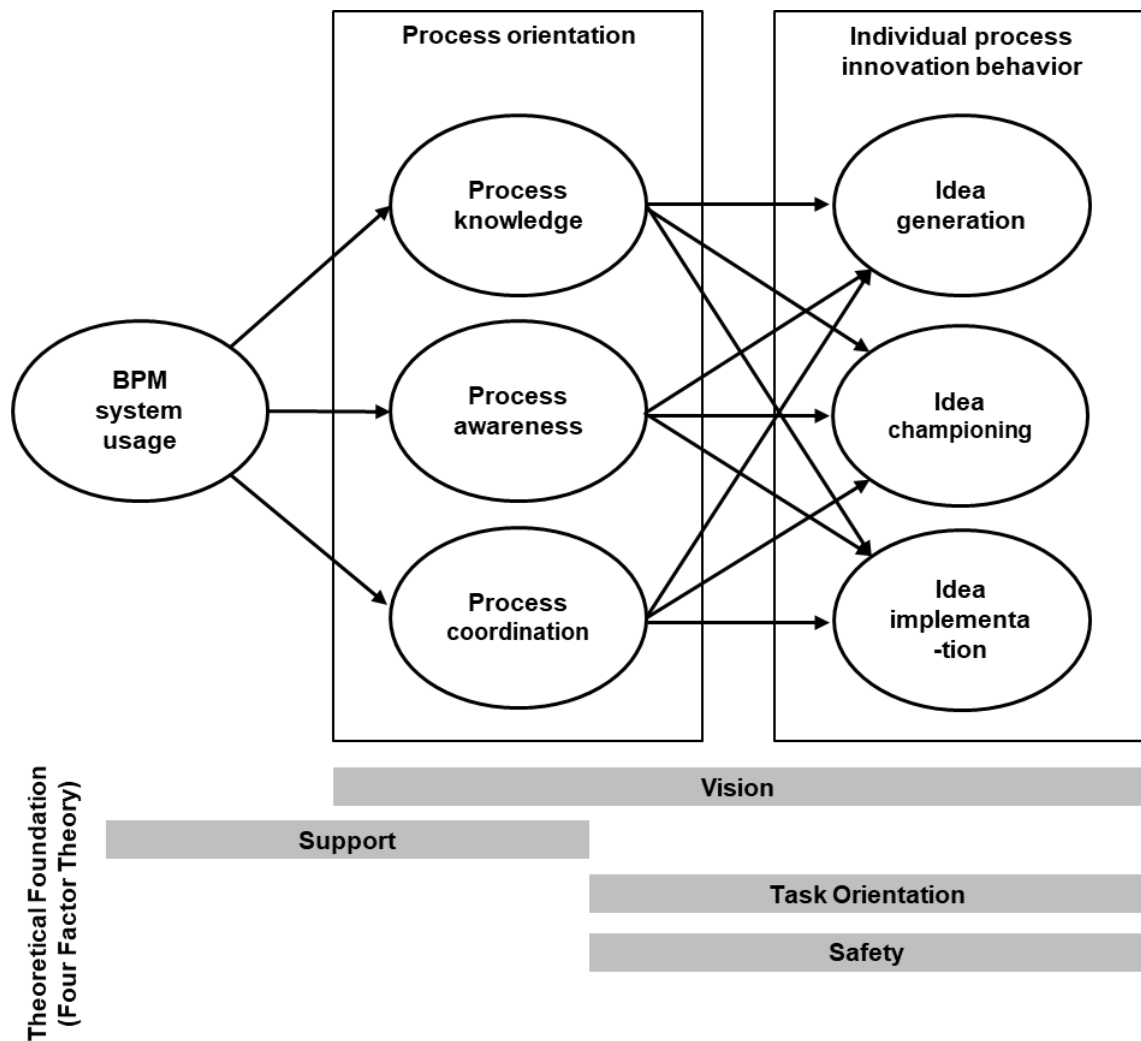 Process orientation
Individual process
innovation behavior
Process
knowledge
Idea
generation
BPM
system
usage
Process
awareness
Idea
championing
Process
coordination
Idea
implementa
-tion
Theoretical Foundation
(Four Factor Theory)
Vision
Support
Task Orientation
Safety